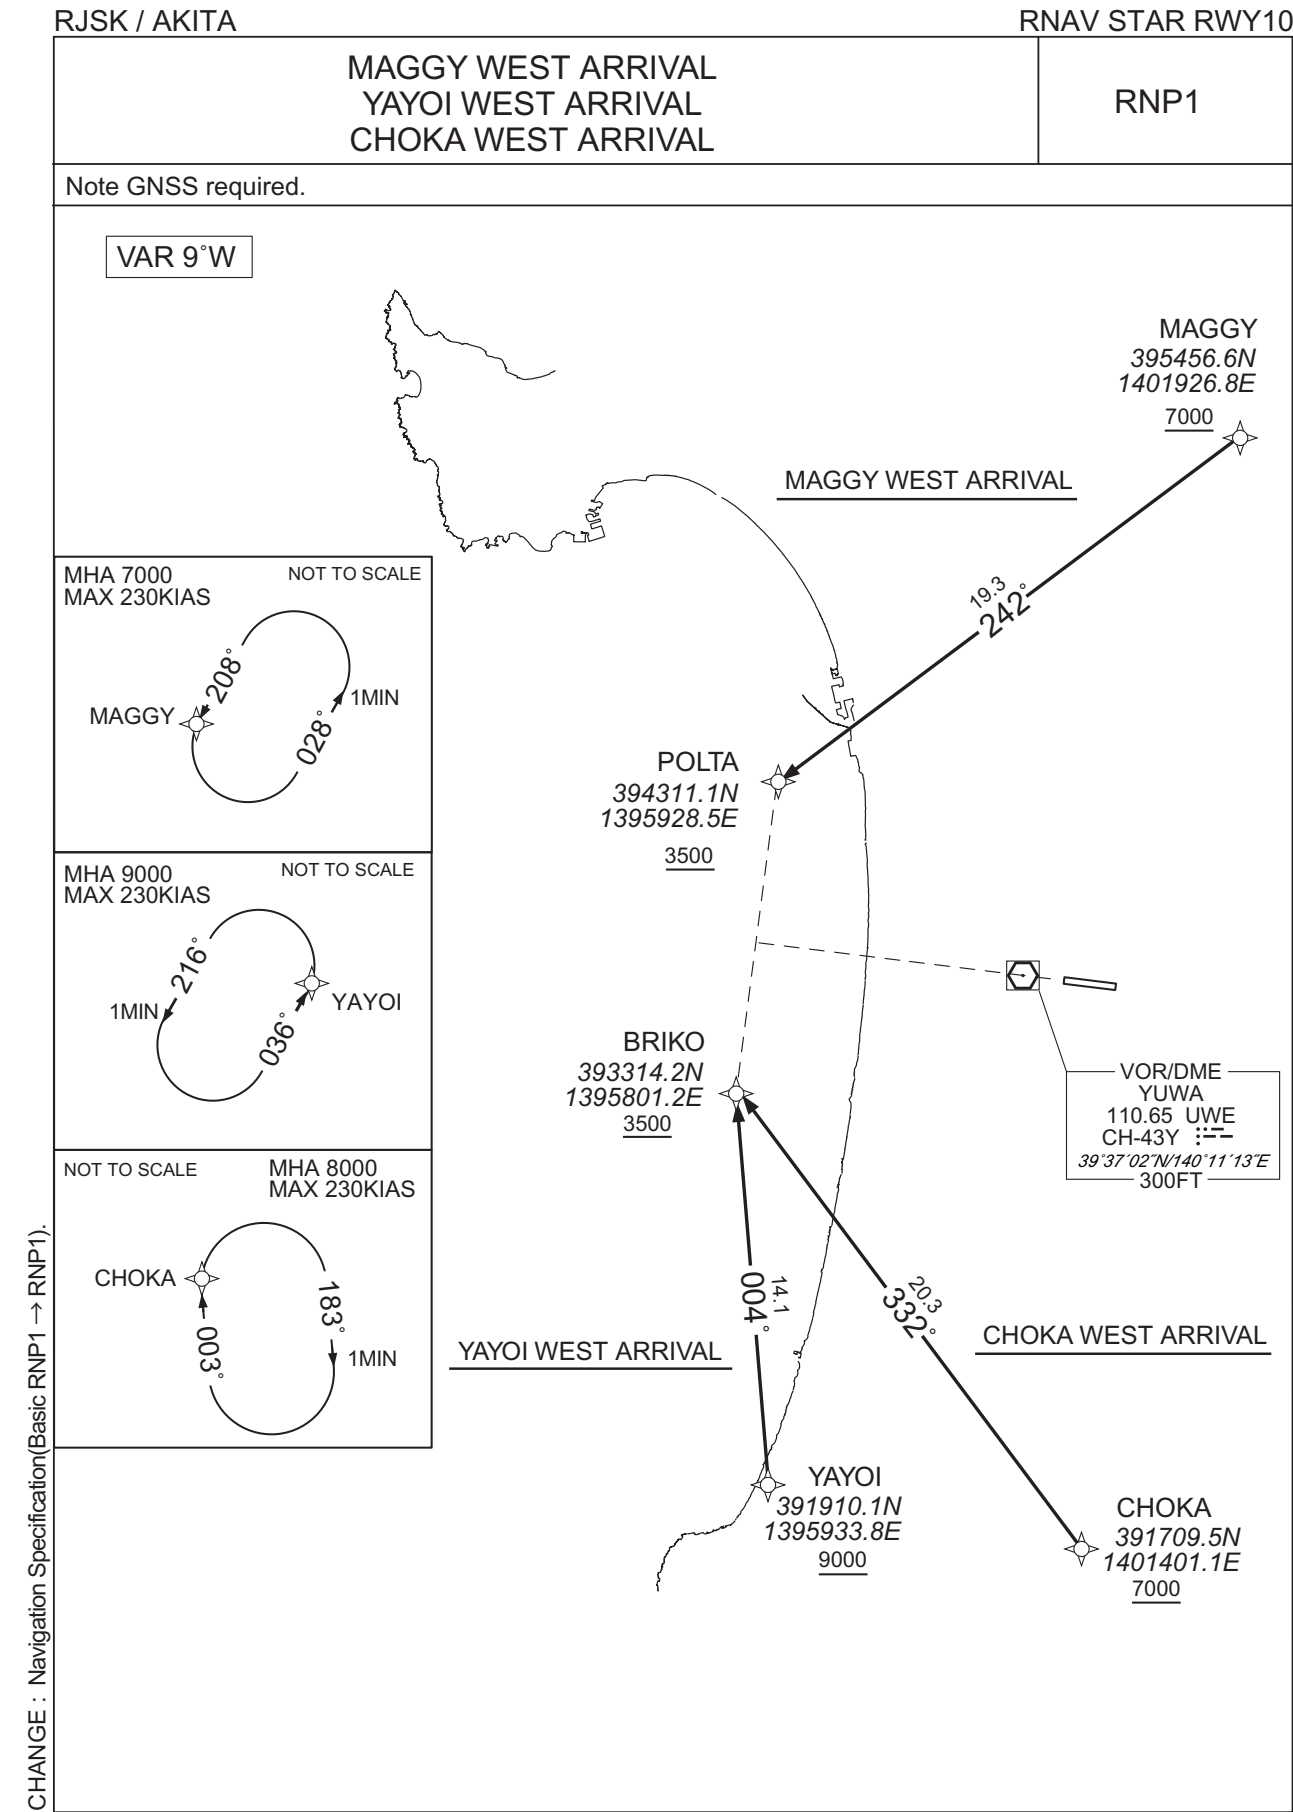 RJSK / AKITA
RNAV STAR RWY10
MAGGY WEST ARRIVAL
YAYOI WEST ARRIVAL
CHOKA WEST ARRIVAL
RNP1
Note GNSS required.
VAR 9°W
MAGGY
395456.6N
1401926.8E
7000
MAGGY WEST ARRIVAL
19.3
242°
MHA 7000
MAX 230KIAS
NOT TO SCALE
208°
MAGGY
028°
1MIN
POLTA
394311.1N
1395928.5E
3500
MHA 9000
MAX 230KIAS
NOT TO SCALE
216°
1MIN
036°
YAYOI
BRIKO
393314.2N
1395801.2E
3500
VOR/DME
YUWA
110.65 UWE
CH-43Y
39°37′02″N/140°11′13″E
300FT
NOT TO SCALE
MHA 8000
MAX 230KIAS
CHOKA
003°
183°
1MIN
14.1
004°
20.3
332°
YAYOI WEST ARRIVAL
CHOKA WEST ARRIVAL
YAYOI
391910.1N
1395933.8E
9000
CHOKA
391709.5N
1401401.1E
7000
CHANGE : Navigation Specification(Basic RNP1 → RNP1).